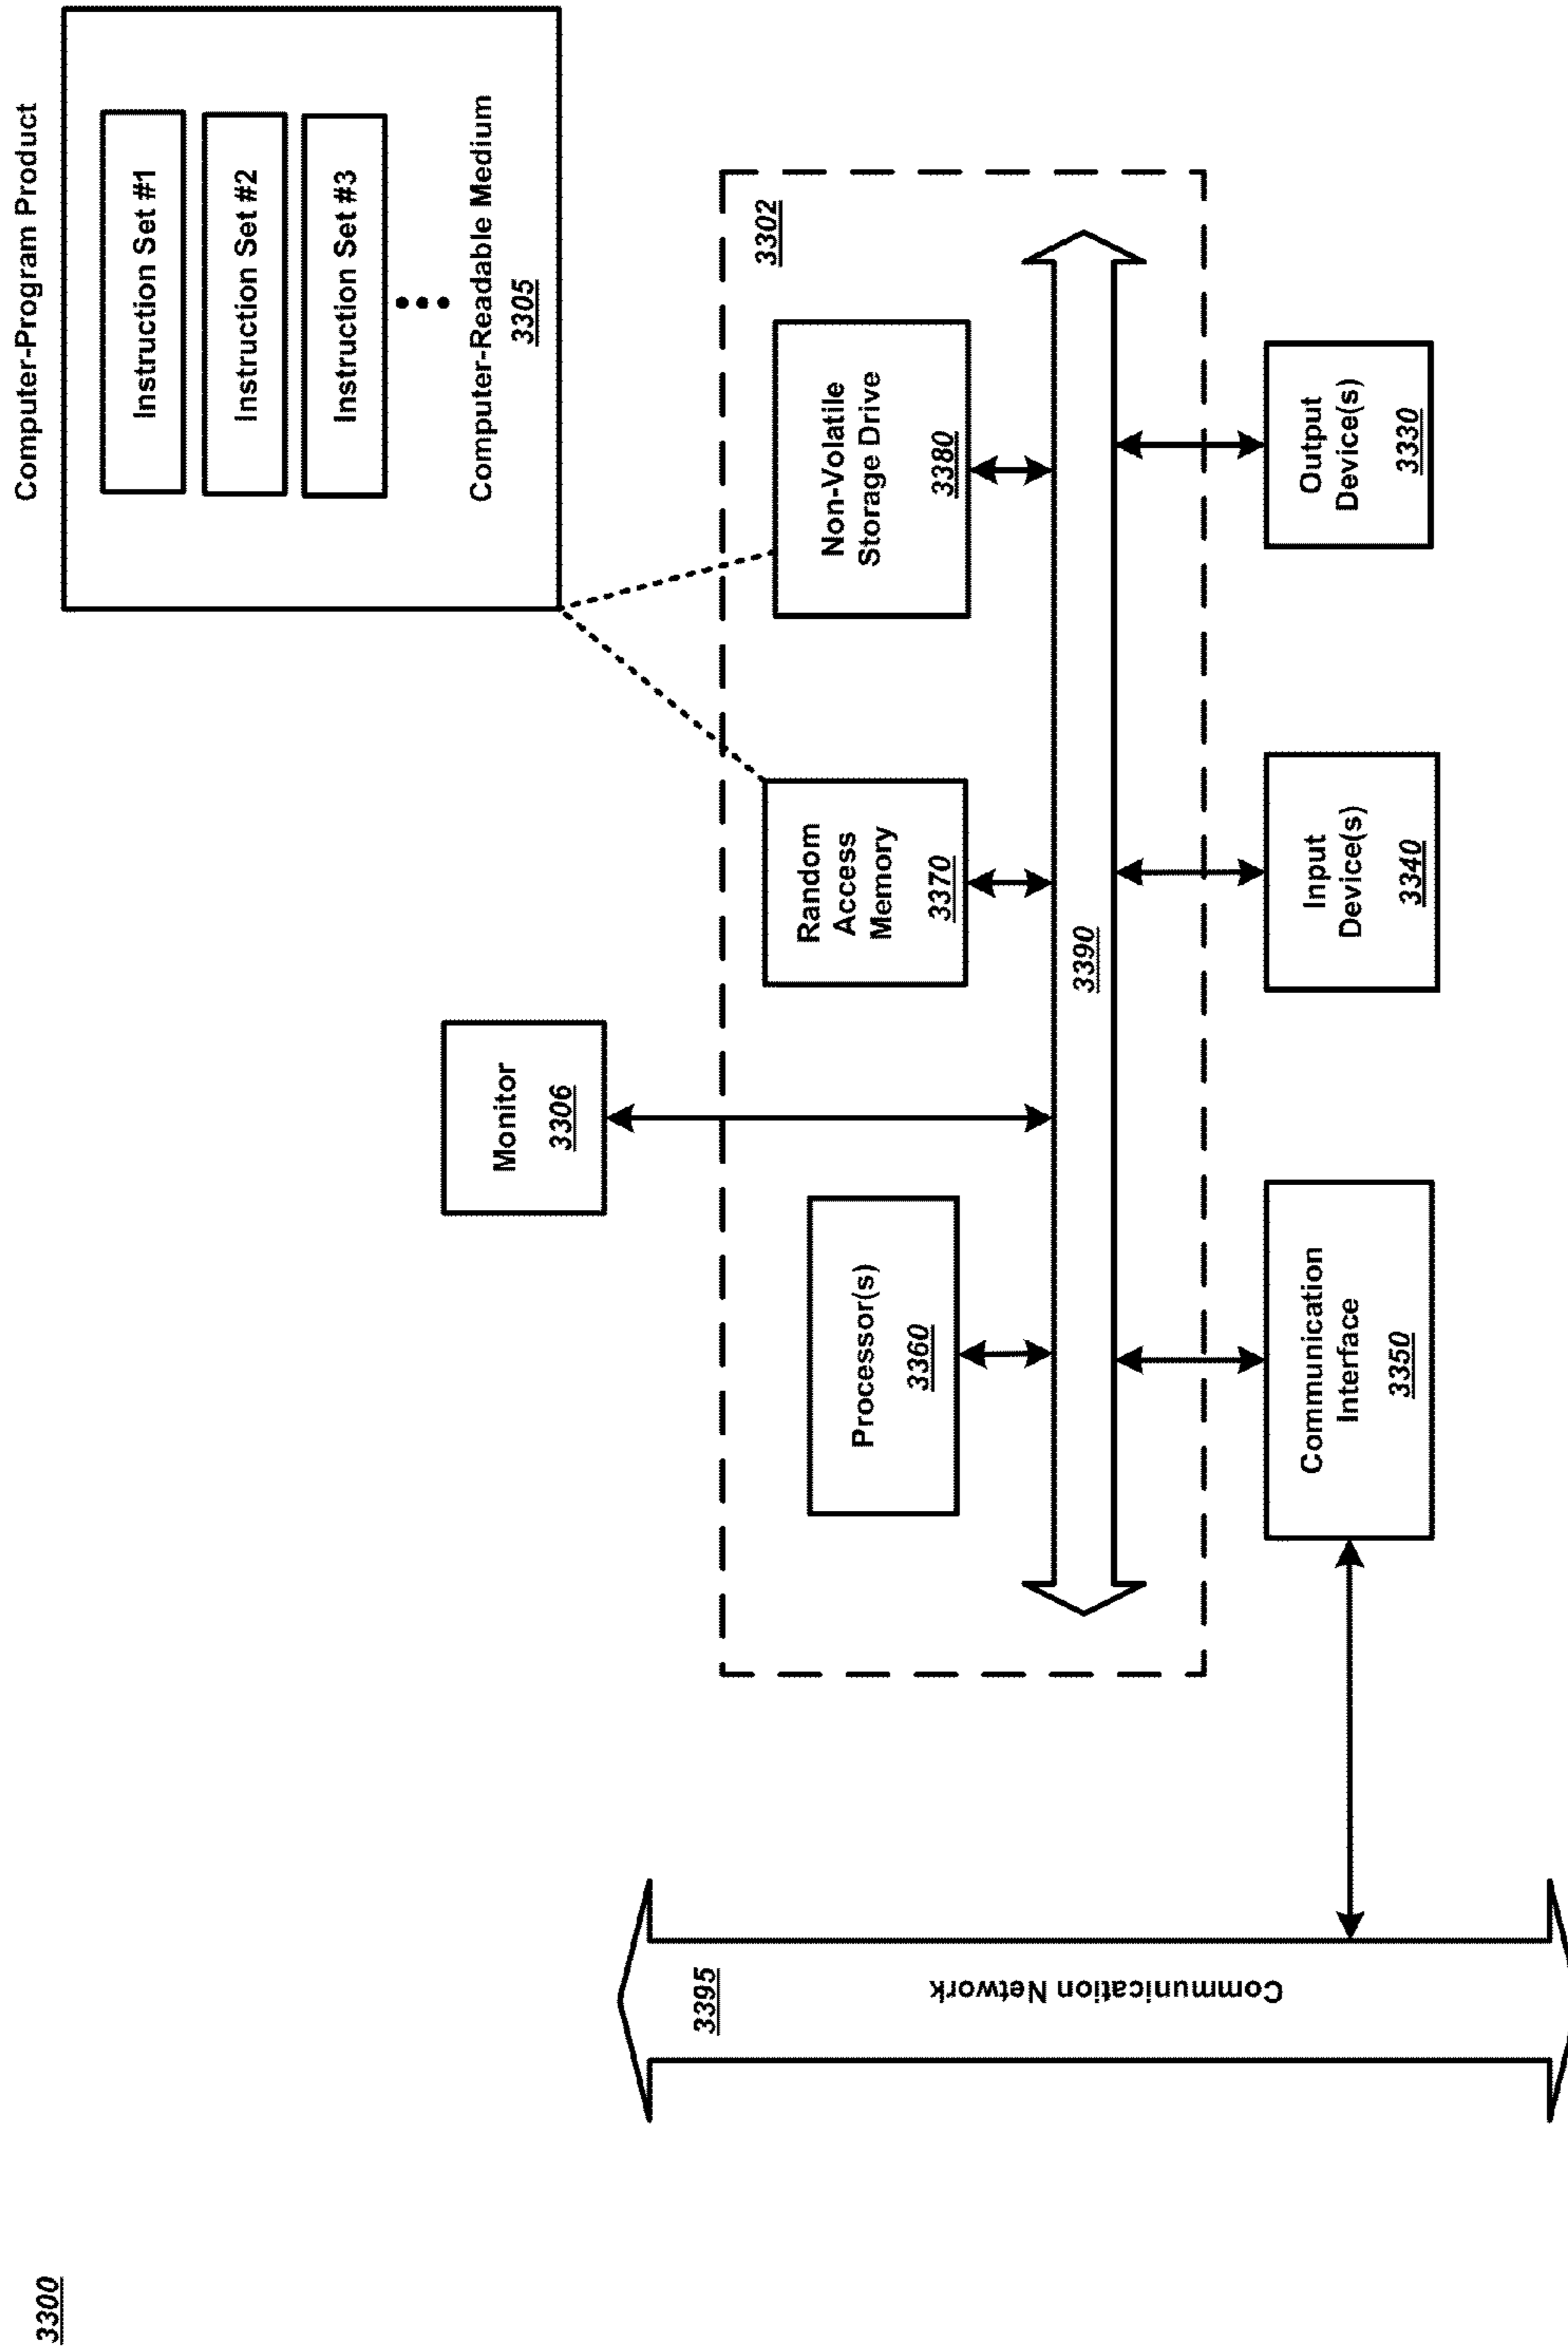 3300
Computer-Program Product
Instruction Set #1
Instruction Set #2
Instruction Set #3
Computer-Readable Medium
3305
Monitor
3306
3302
Processor(s)
3360
Random
Access
Memory
3370
Non-Volatile
Storage Drive
3380
3390
3395
Communication Network
Communication
Interface
3350
Input
Device(s)
3340
Output
Device(s)
3330